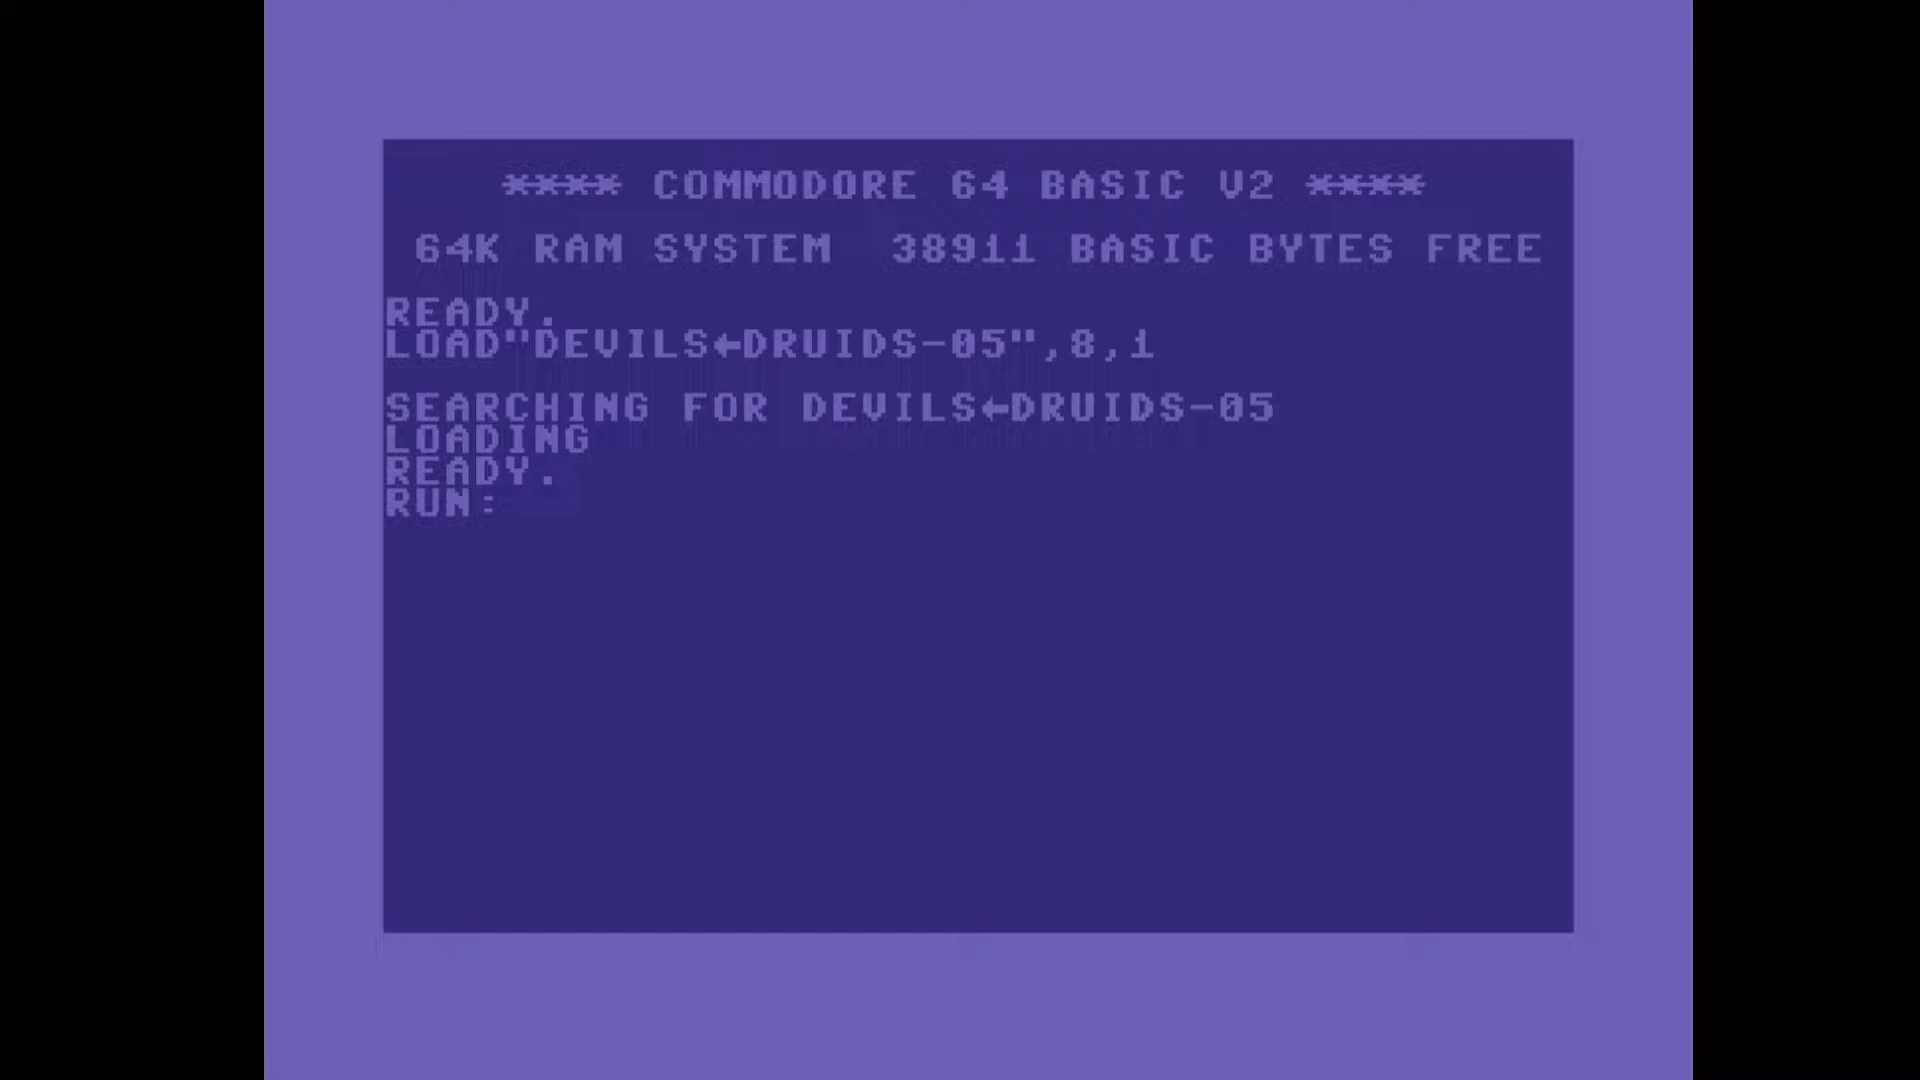 **** COMMODORE 64 BASIC V2 ****
64K RAM SYSTEM  38911 BASIC BYTES FREE
READY.
LOAD"DEVILS←DRUIDS-05",8,1
SEARCHING FOR DEVILS←DRUIDS-05
LOADING
READY.
RUN: